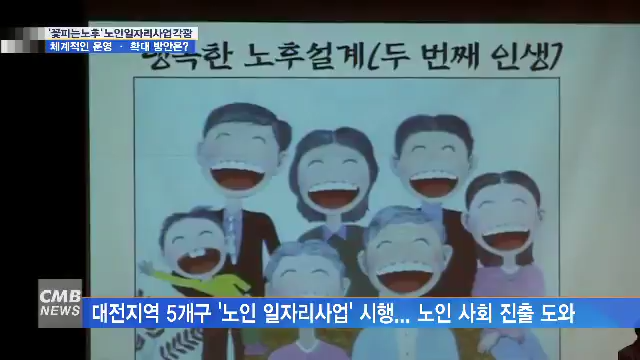 '꽃피는노후' 노인일자리사업각광
체계적인 운영 · 확대 방안은?
행복한 노후설계(두 번째 인생)
CMB
NEWS
대전지역 5개구 '노인 일자리사업' 시행... 노인 사회 진출 도와